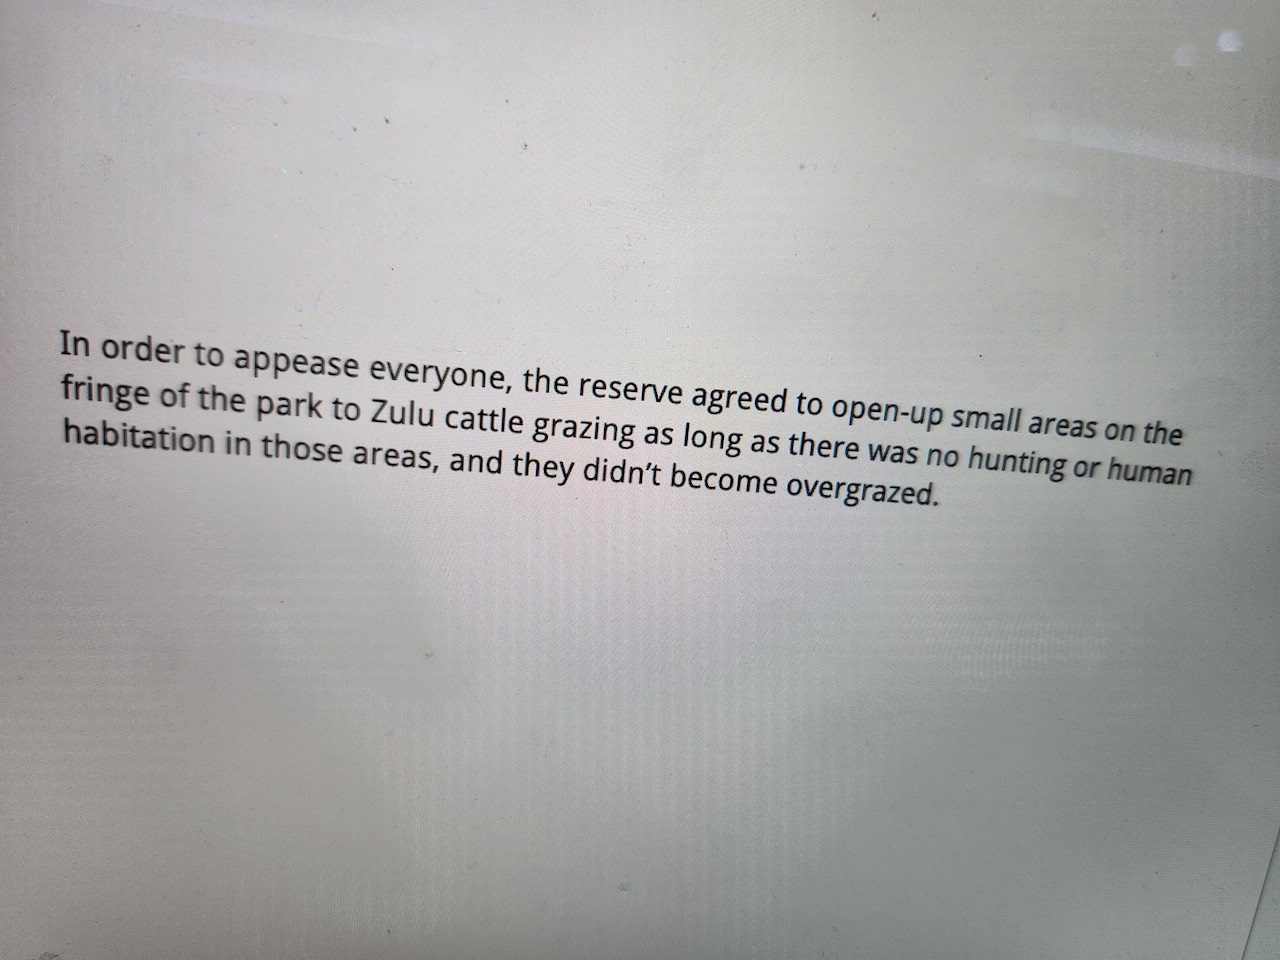 In order to appease everyone, the reserve agreed to open-up small areas on the
fringe of the park to Zulu cattle grazing as long as there was no hunting or human
habitation in those areas, and they didn’t become overgrazed.